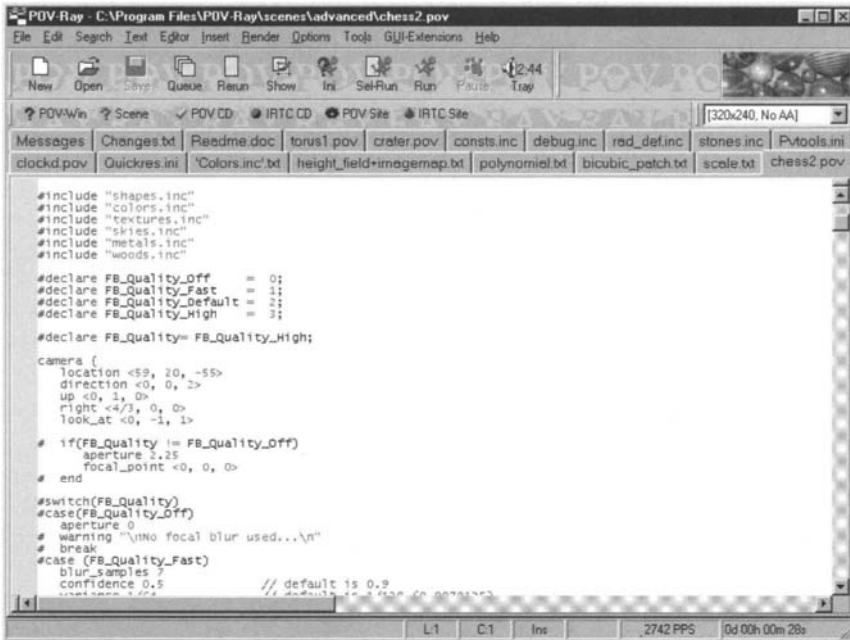 POV-Ray - C:\Program Files\POV-Ray\scenes\advanced\chess2.pov
File Edit Search Text Editor Insert Render Options Tools GUI-Extensions Help
New Open Save Queue Rerun Show Ini Sel-Run Run Pause Tray
2:44
POV-Win Scene POV CD IRTC CD POV Site IRTC Site [320x240, No AA]
Messages Changes.txt Readme.doc torus1.pov crater.pov consts.inc debug.inc rad_def.inc stones.inc Pvtools.ini
clockd.pov Quickres.ini 'Colors.inc'.txt height_field+imagemap.txt polynomial.txt bicubic_patch.txt scale.txt chess2.pov
#include "shapes.inc"
#include "colors.inc"
#include "textures.inc"
#include "skies.inc"
#include "metals.inc"
#include "woods.inc"
#declare FB_Quality_Off = 0;
#declare FB_Quality_Fast = 1;
#declare FB_Quality_Default = 2;
#declare FB_Quality_High = 3;
#declare FB_Quality= FB_Quality_High;
camera {
location <59, 20, -55>
direction <0, 0, 2>
up <0, 1, 0>
right <4/3, 0, 0>
look_at <0, -1, 1>
# if(FB_Quality != FB_Quality_Off)
aperture 2.25
focal_point <0, 0, 0>
# end
#switch(FB_Quality)
#case(FB_Quality_Off)
aperture 0
# warning "\nNo focal blur used...\n"
# break
#case (FB_Quality_Fast)
blur_samples 7
confidence 0.5 // default is 0.9
L:1 C:1 Ins 2742 PPS 0d 00h 00m 28s